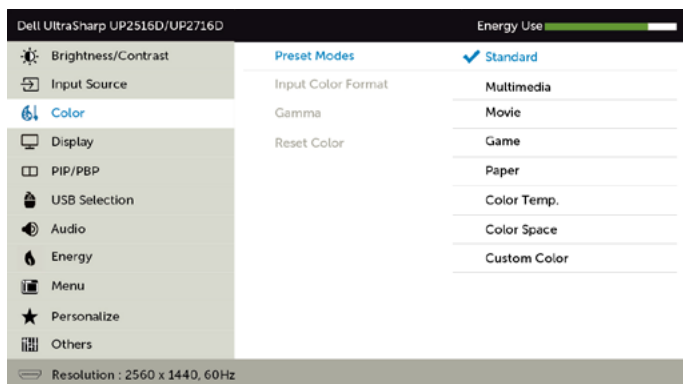 Dell UltraSharp UP2516D/UP2716D
Energy Use
Brightness/Contrast
Input Source
Color
Display
PIP/PBP
USB Selection
Audio
Energy
Menu
Personalize
Others
Preset Modes
Input Color Format
Gamma
Reset Color
Standard
Multimedia
Movie
Game
Paper
Color Temp.
Color Space
Custom Color
Resolution : 2560 x 1440, 60Hz